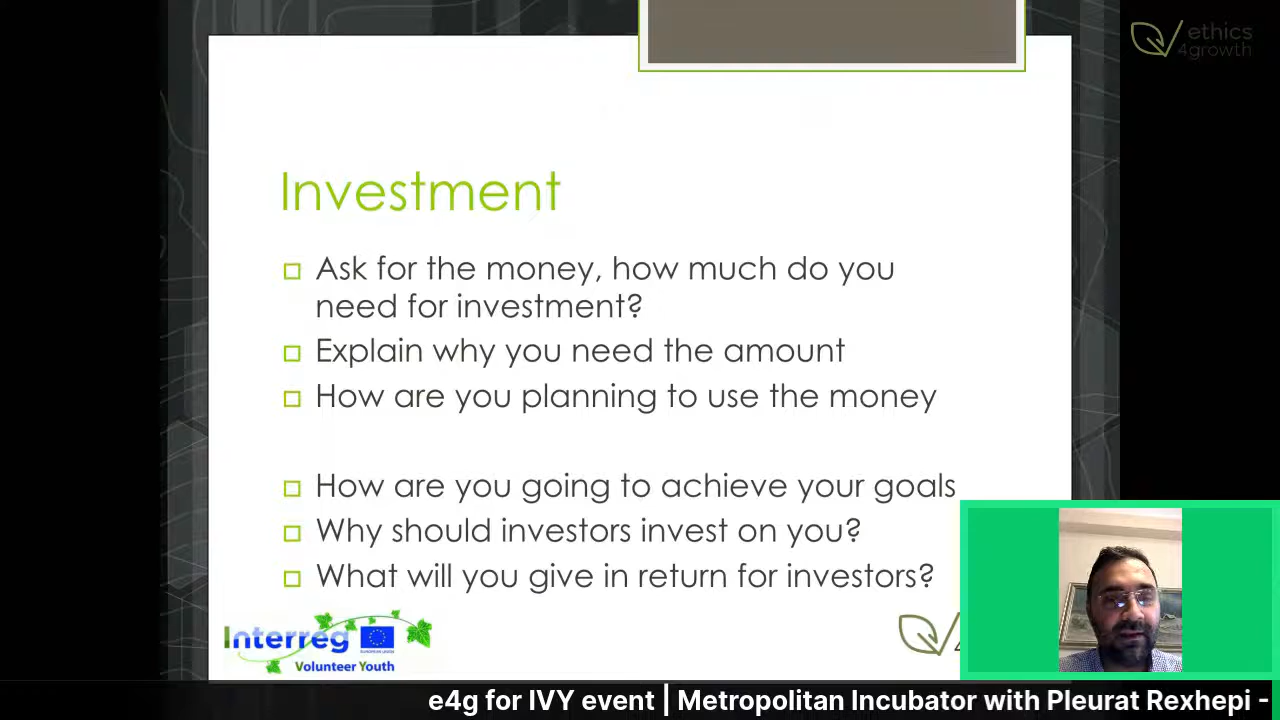 ethics
4growth
Investment
Ask for the money, how much do you
need for investment?
Explain why you need the amount
How are you planning to use the money
How are you going to achieve your goals
Why should investors invest on you?
What will you give in return for investors?
Interreg
EUROPEAN UNION
Volunteer Youth
e4g for IVY event | Metropolitan Incubator with Pleurat Rexhepi -